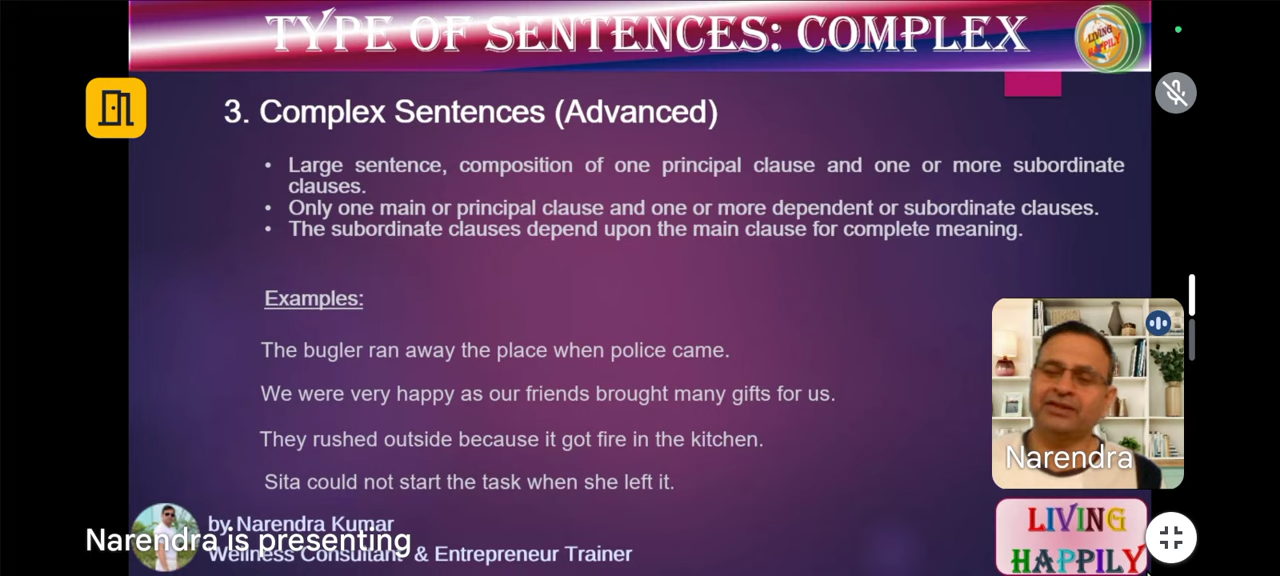 TYPE OF SENTENCES: COMPLEX
LIVING
HAPPILY
3. Complex Sentences (Advanced)
• Large sentence, composition of one principal clause and one or more subordinate
clauses.
• Only one main or principal clause and one or more dependent or subordinate clauses.
• The subordinate clauses depend upon the main clause for complete meaning.
Examples:
The bugler ran away the place when police came.
We were very happy as our friends brought many gifts for us.
They rushed outside because it got fire in the kitchen.
Narendra
Sita could not start the task when she left it.
by Narendra Kumar
Narendra is presenting
Wellness Consultant & Entrepreneur Trainer
LIVING
HAPPILY